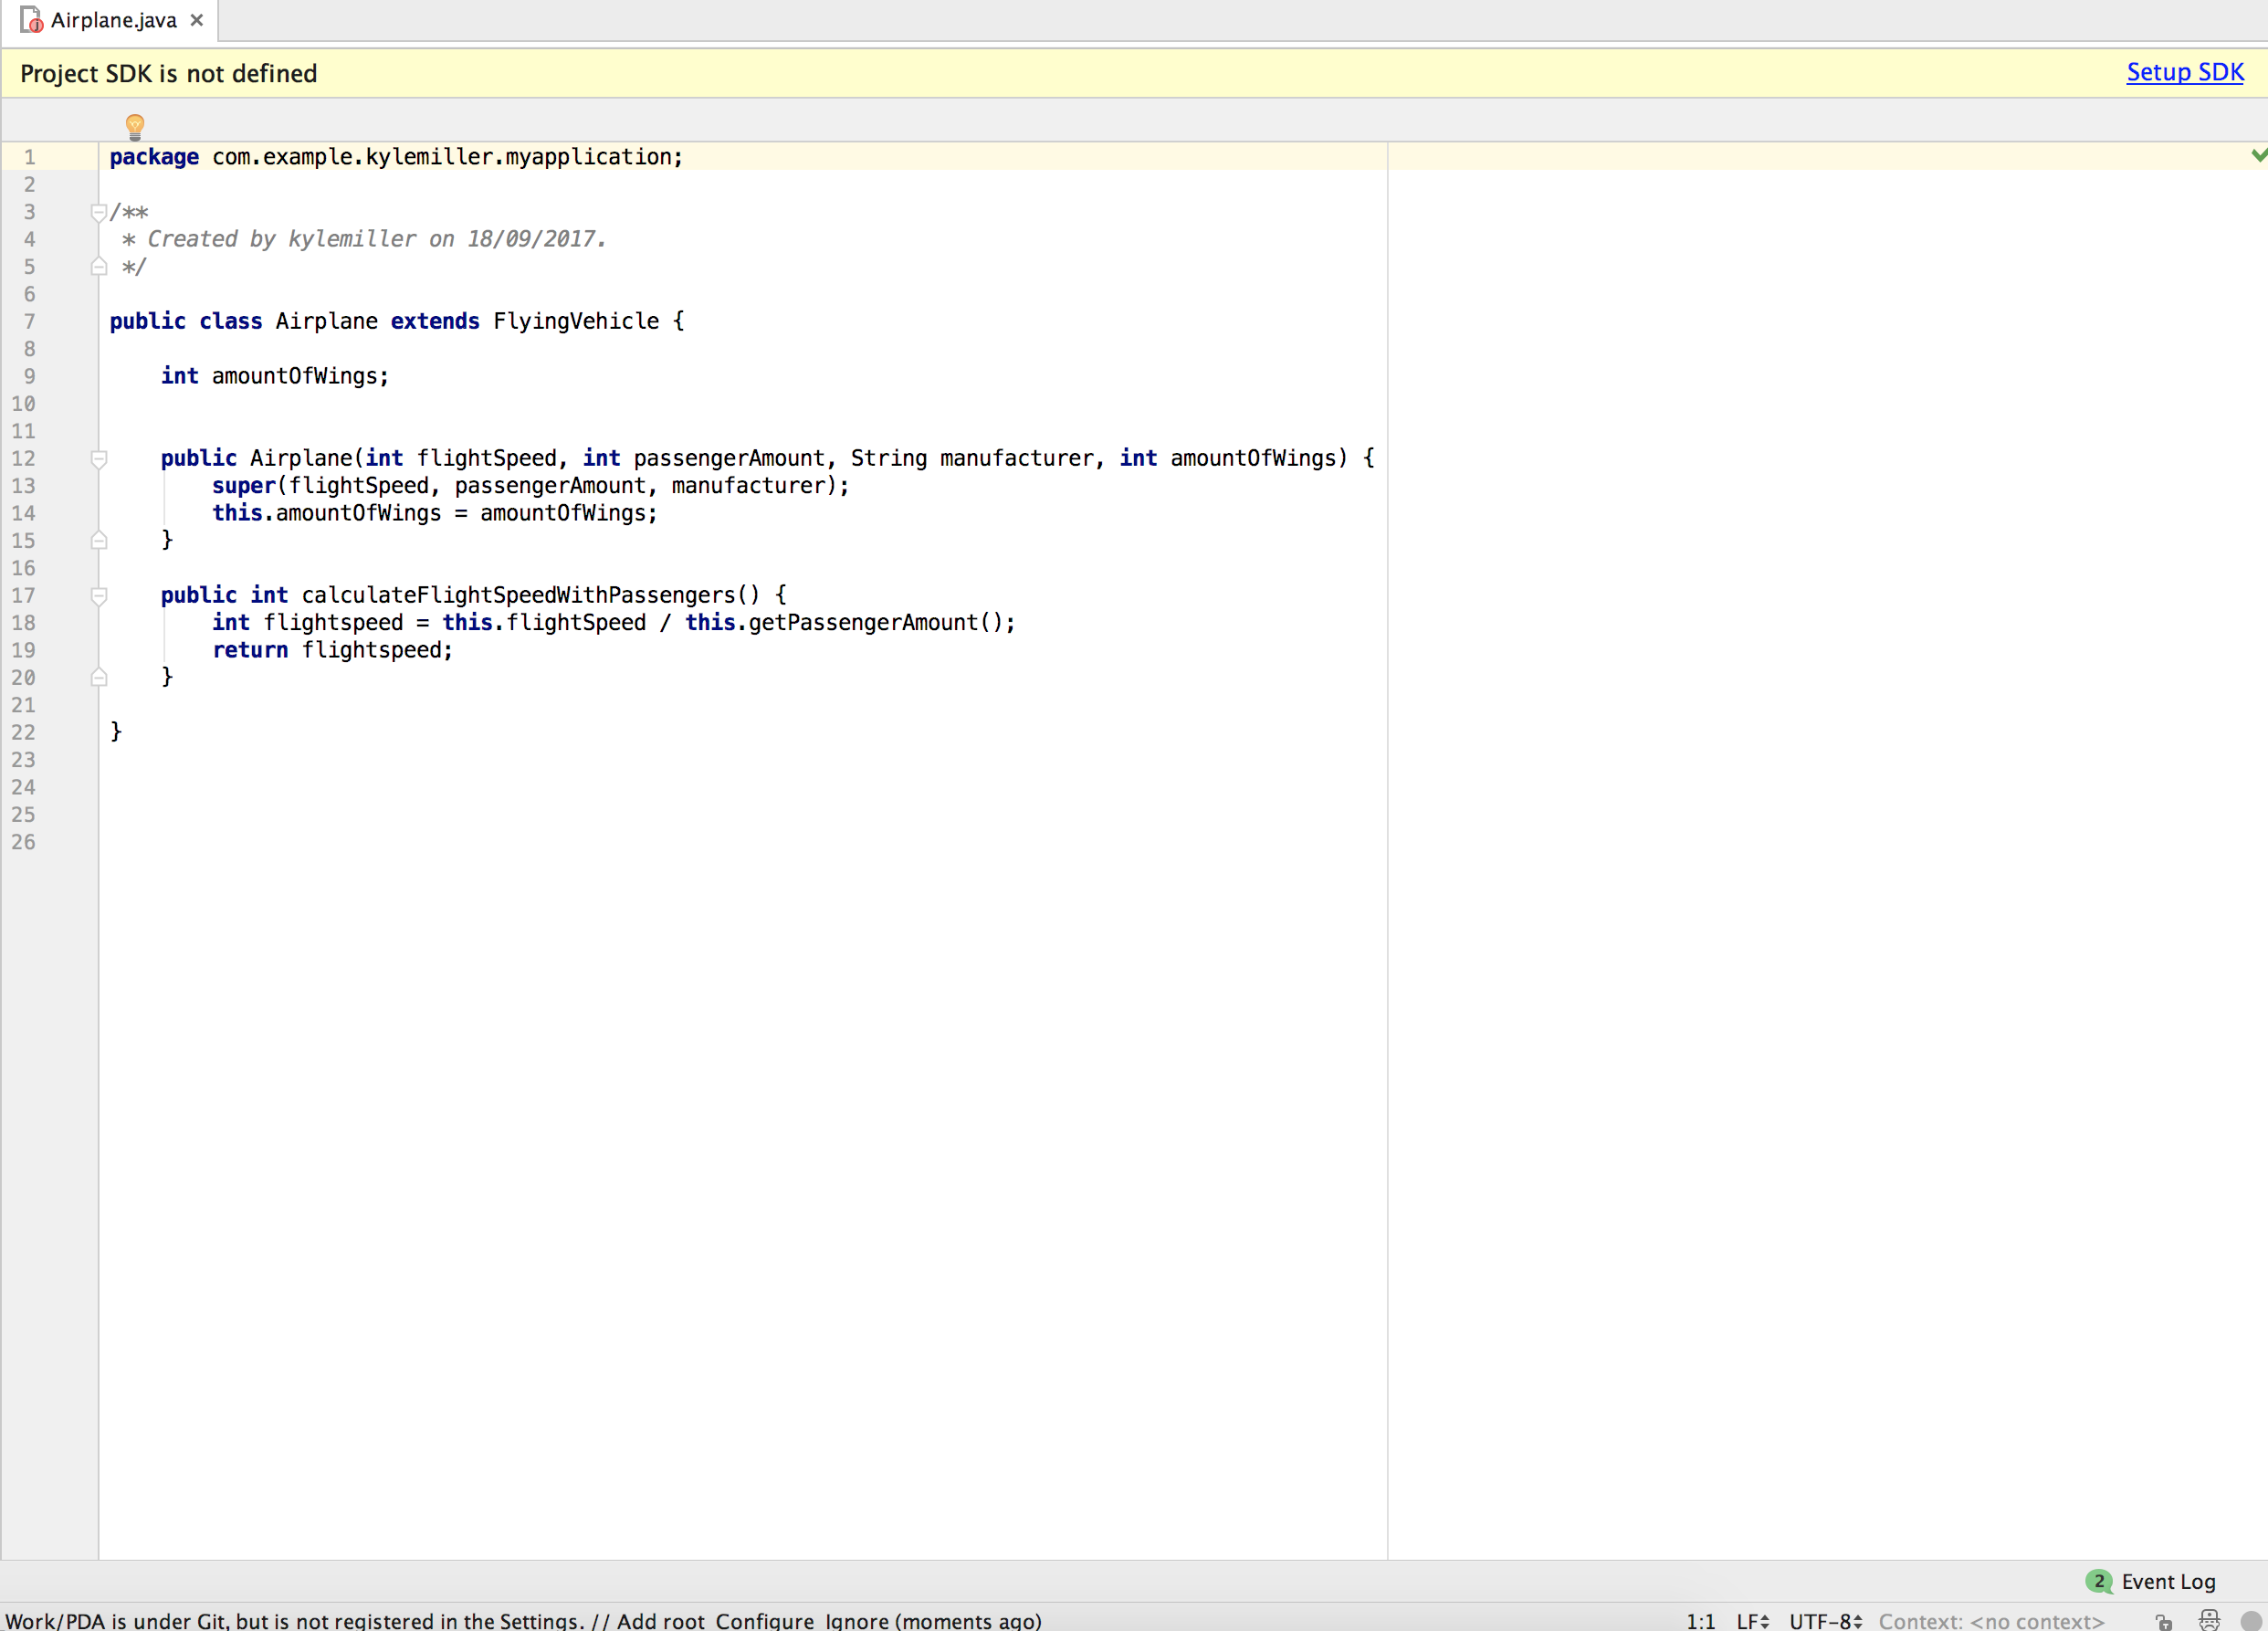 Airplane.java
Project SDK is not defined Setup SDK
1 package com.example.kylemiller.myapplication;
2
3 /**
4 * Created by kylemiller on 18/09/2017.
5 */
6
7 public class Airplane extends FlyingVehicle {
8
9 int amountOfWings;
10
11
12 public Airplane(int flightSpeed, int passengerAmount, String manufacturer, int amountOfWings) {
13 super(flightSpeed, passengerAmount, manufacturer);
14 this.amountOfWings = amountOfWings;
15 }
16
17 public int calculateFlightSpeedWithPassengers() {
18 int flightspeed = this.flightSpeed / this.getPassengerAmount();
19 return flightspeed;
20 }
21
22 }
23
24
25
26
2 Event Log
Work/PDA is under Git, but is not registered in the Settings. // Add root Configure Ignore (moments ago) 1:1 LF UTF-8 Context: <no context>